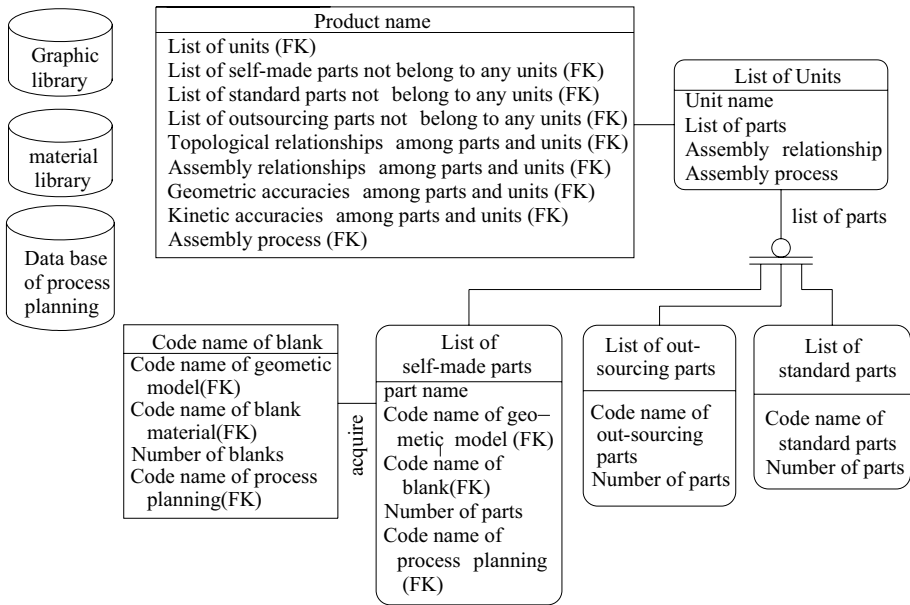 Graphic
library
material
library
Data base
of process
planning
Product name
List of units (FK)
List of self-made parts not belong to any units (FK)
List of standard parts not belong to any units (FK)
List of outsourcing parts not belong to any units (FK)
Topological relationships among parts and units (FK)
Assembly relationships among parts and units (FK)
Geometric accuracies among parts and units (FK)
Kinetic accuracies among parts and units (FK)
Assembly process (FK)
List of Units
Unit name
List of parts
Assembly relationship
Assembly process
list of parts
Code name of blank
Code name of geometic
model(FK)
Code name of blank
material(FK)
Number of blanks
Code name of process
planning(FK)
acquire
List of
self-made parts
part name
Code name of geo–
metic model (FK)
Code name of
blank(FK)
Number of parts
Code name of
process planning
(FK)
List of out-
sourcing parts
Code name of
out-sourcing
parts
Number of parts
List of
standard parts
Code name of
standard parts
Number of parts